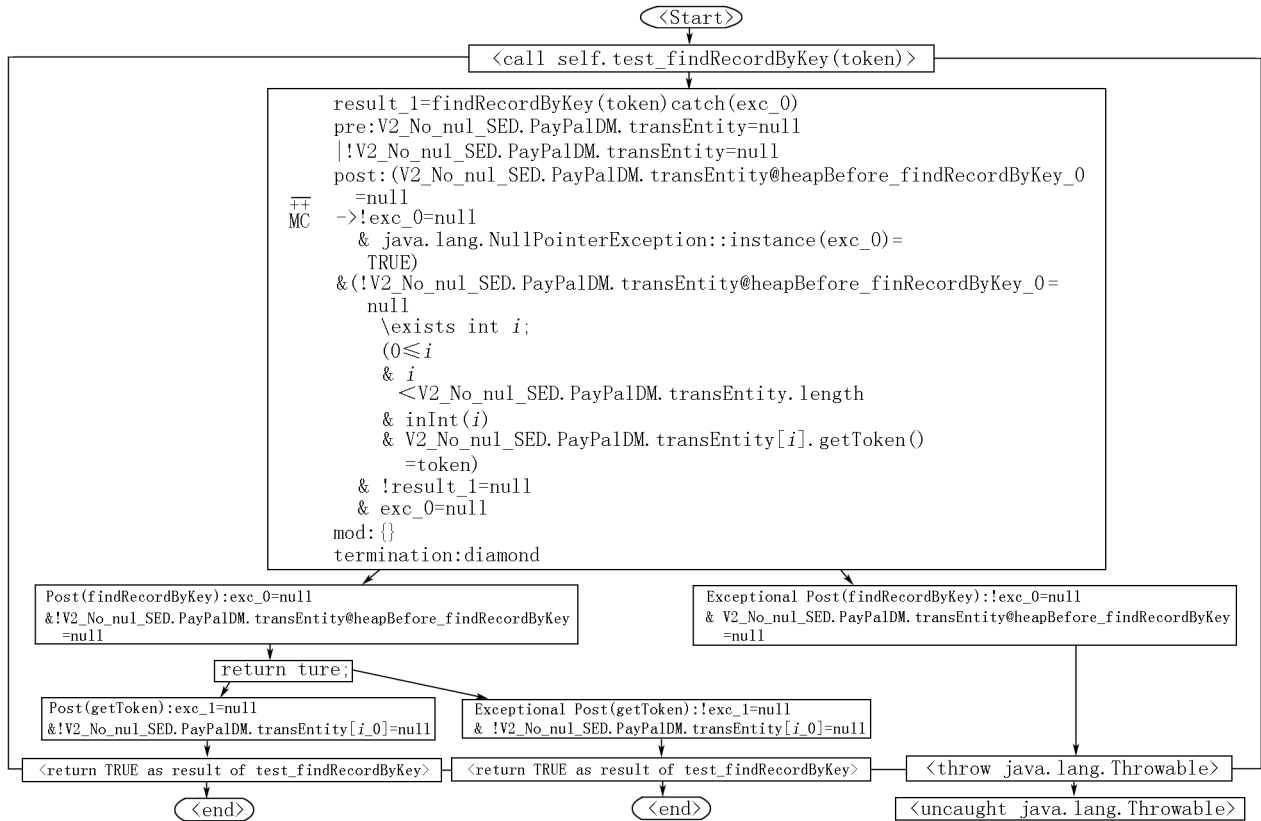 <Start>
<call self.test_findRecordByKey(token)>
result_1=findRecordByKey(token)catch(exc_0)
pre:V2_No_nul_SED.PayPalDM.transEntity=null
|!V2_No_nul_SED.PayPalDM.transEntity=null
post:(V2_No_nul_SED.PayPalDM.transEntity@heapBefore_findRecordByKey_0
=null
++
MC
->!exc_0=null
& java.lang.NullPointerException::instance(exc_0)=
TRUE)
&(!V2_No_nul_SED.PayPalDM.transEntity@heapBefore_finRecordByKey_0=
null
\exists int i;
(0≤i
& i
<V2_No_nul_SED.PayPalDM.transEntity.length
& inInt(i)
& V2_No_nul_SED.PayPalDM.transEntity[i].getToken()
=token)
& !result_1=null
& exc_0=null
mod:{}
termination:diamond
Post(findRecordByKey):exc_0=null
&!V2_No_nul_SED.PayPalDM.transEntity@heapBefore_findRecordByKey
=null
Exceptional Post(findRecordByKey):!exc_0=null
& V2_No_nul_SED.PayPalDM.transEntity@heapBefore_findRecordByKey
=null
return ture;
Post(getToken):exc_1=null
&!V2_No_nul_SED.PayPalDM.transEntity[i_0]=null
Exceptional Post(getToken):!exc_1=null
& !V2_No_nul_SED.PayPalDM.transEntity[i_0]=null
<return TRUE as result of test_findRecordByKey>
<return TRUE as result of test_findRecordByKey>
<throw java.lang.Throwable>
<end>
<end>
<uncaught java.lang.Throwable>